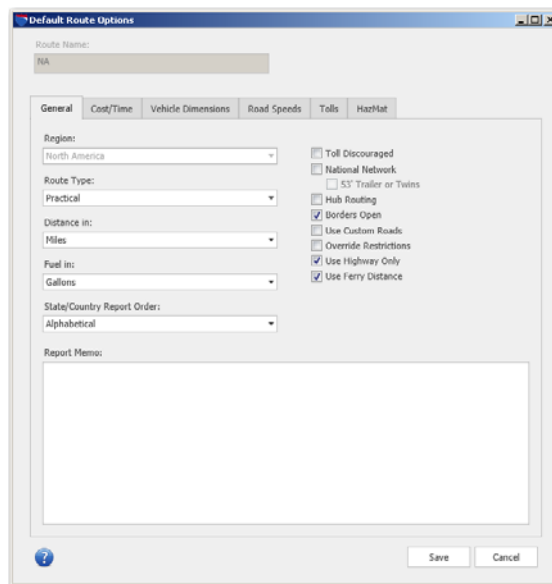 Default Route Options
Route Name:
NA
General Cost/Time Vehicle Dimensions Road Speeds Tolls HazMat
Region:
North America
Route Type:
Practical
Distance in:
Miles
Fuel in:
Gallons
State/Country Report Order:
Alphabetical
Toll Discouraged
National Network
53' Trailer or Twins
Hub Routing
Borders Open
Use Custom Roads
Override Restrictions
Use Highway Only
Use Ferry Distance
Report Memo:
?
Save Cancel